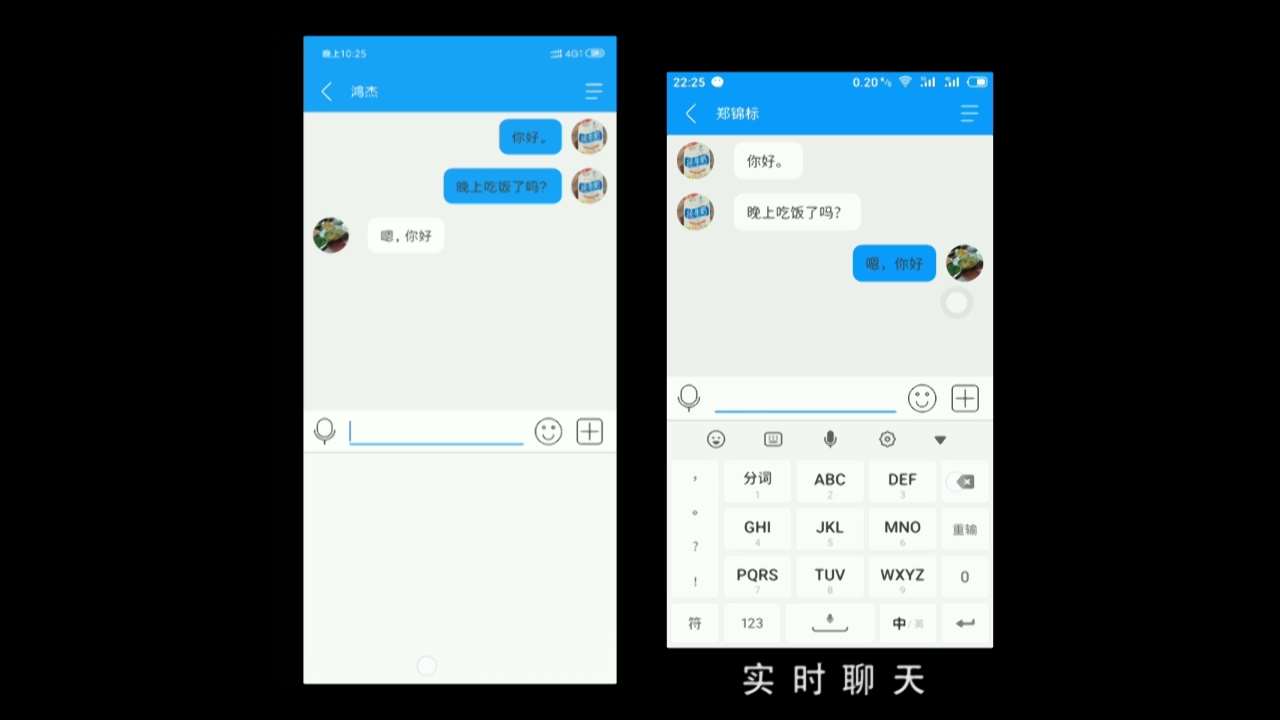 晚上10:25
4G
鸿杰
你好。
晚上吃饭了吗?
嗯,你好
22:25
0.20 %
郑锦标
你好。
晚上吃饭了吗?
嗯,你好
,
。
?
!
分词
1
ABC
2
DEF
3
GHI
4
JKL
5
MNO
6
重输
PQRS
7
TUV
8
WXYZ
9
0
符
123
中/英
实时聊天